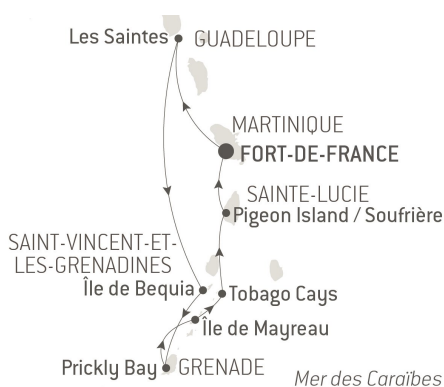 Les Saintes
GUADELOUPE
MARTINIQUE
FORT-DE-FRANCE
SAINTE-LUCIE
Pigeon Island / Soufrière
SAINT-VINCENT-ET-
LES-GRENADINES
Île de Bequia
Tobago Cays
Île de Mayreau
Prickly Bay
GRENADE
Mer des Caraïbes